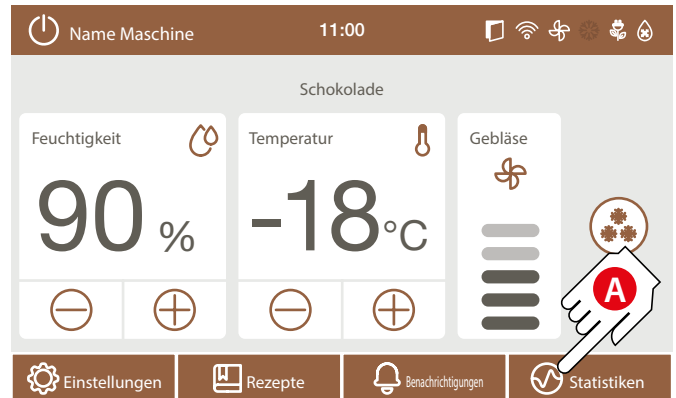 Name Maschine 11:00
Schokolade
Feuchtigkeit Temperatur Gebläse
90 % -18°C
A
Einstellungen Rezepte Benachrichtigungen Statistiken